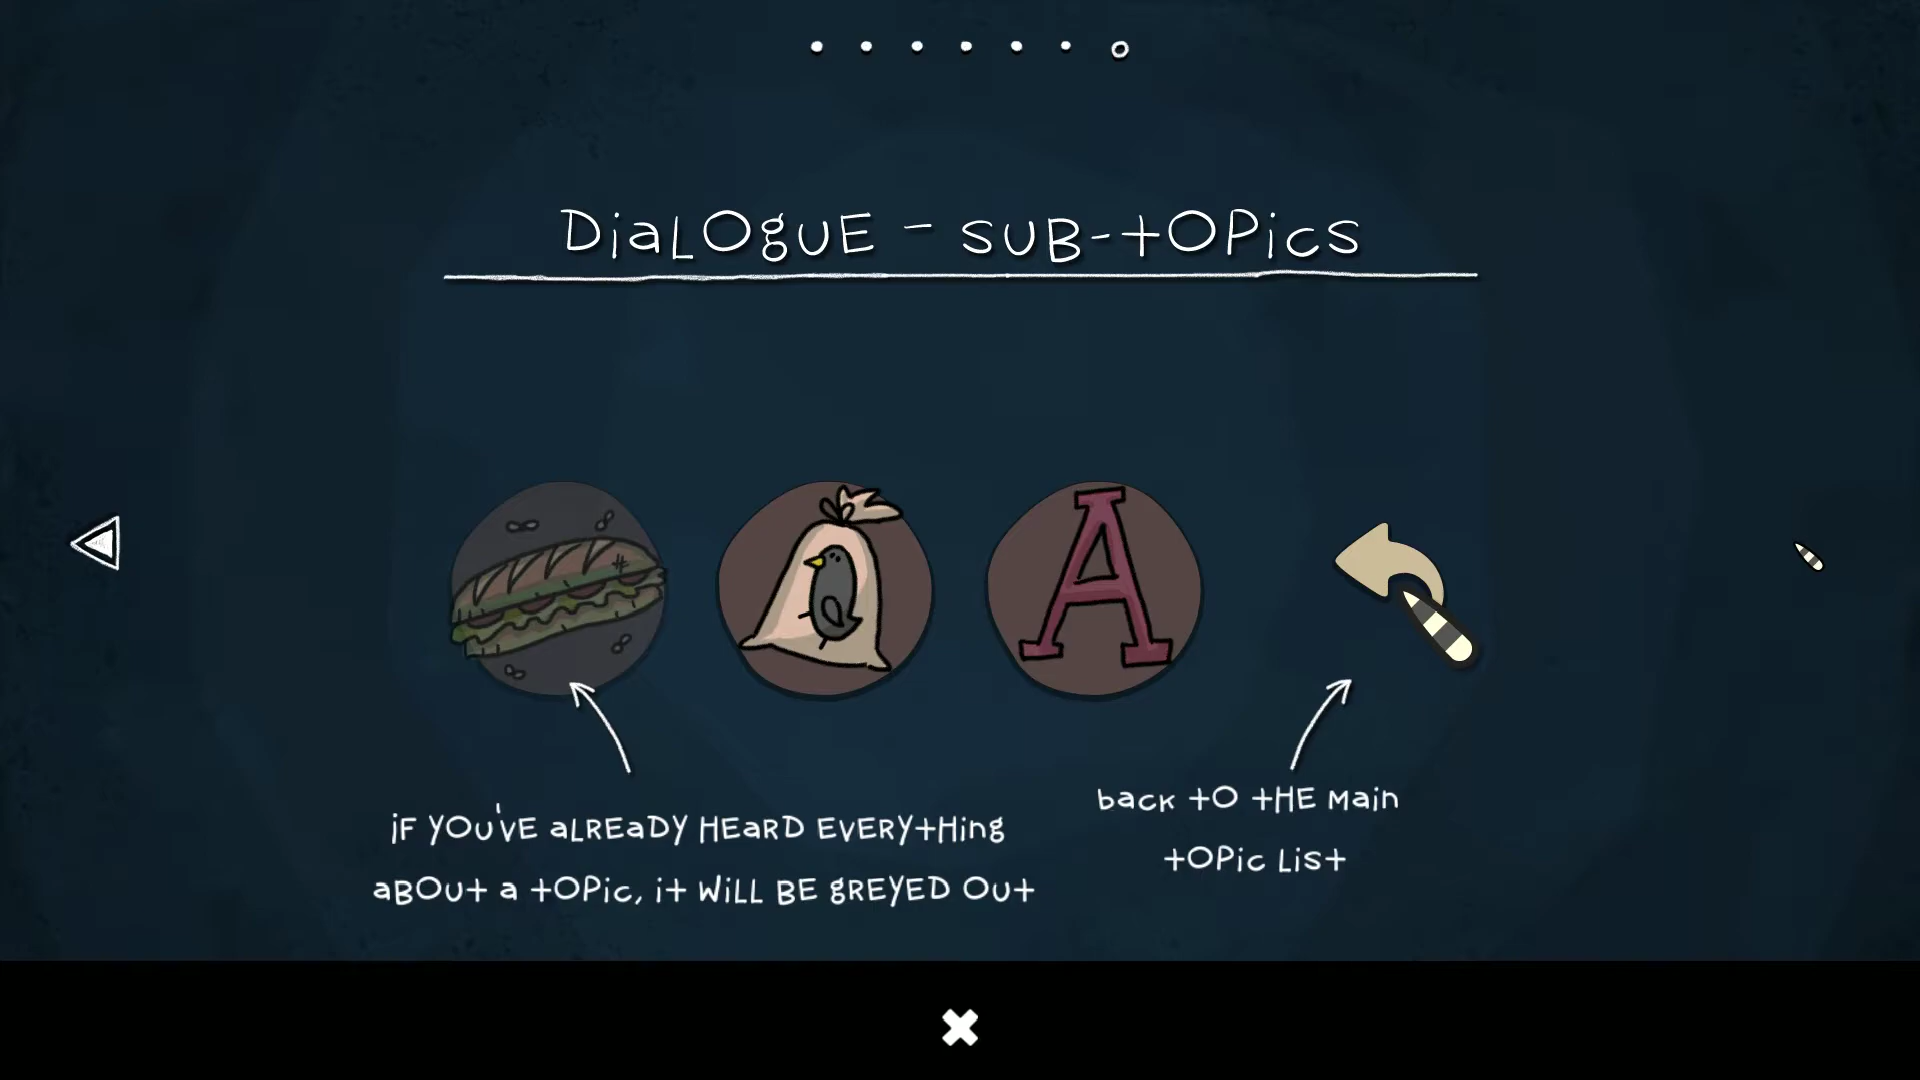 DiaLOgUE - SUB-tOPics
A
iF YOU'VE aLREaDY HEaRD EVERYtHing
aBOUt a tOPic, it WiLL BE gREYED OUt
back tO tHE Main
tOPic List